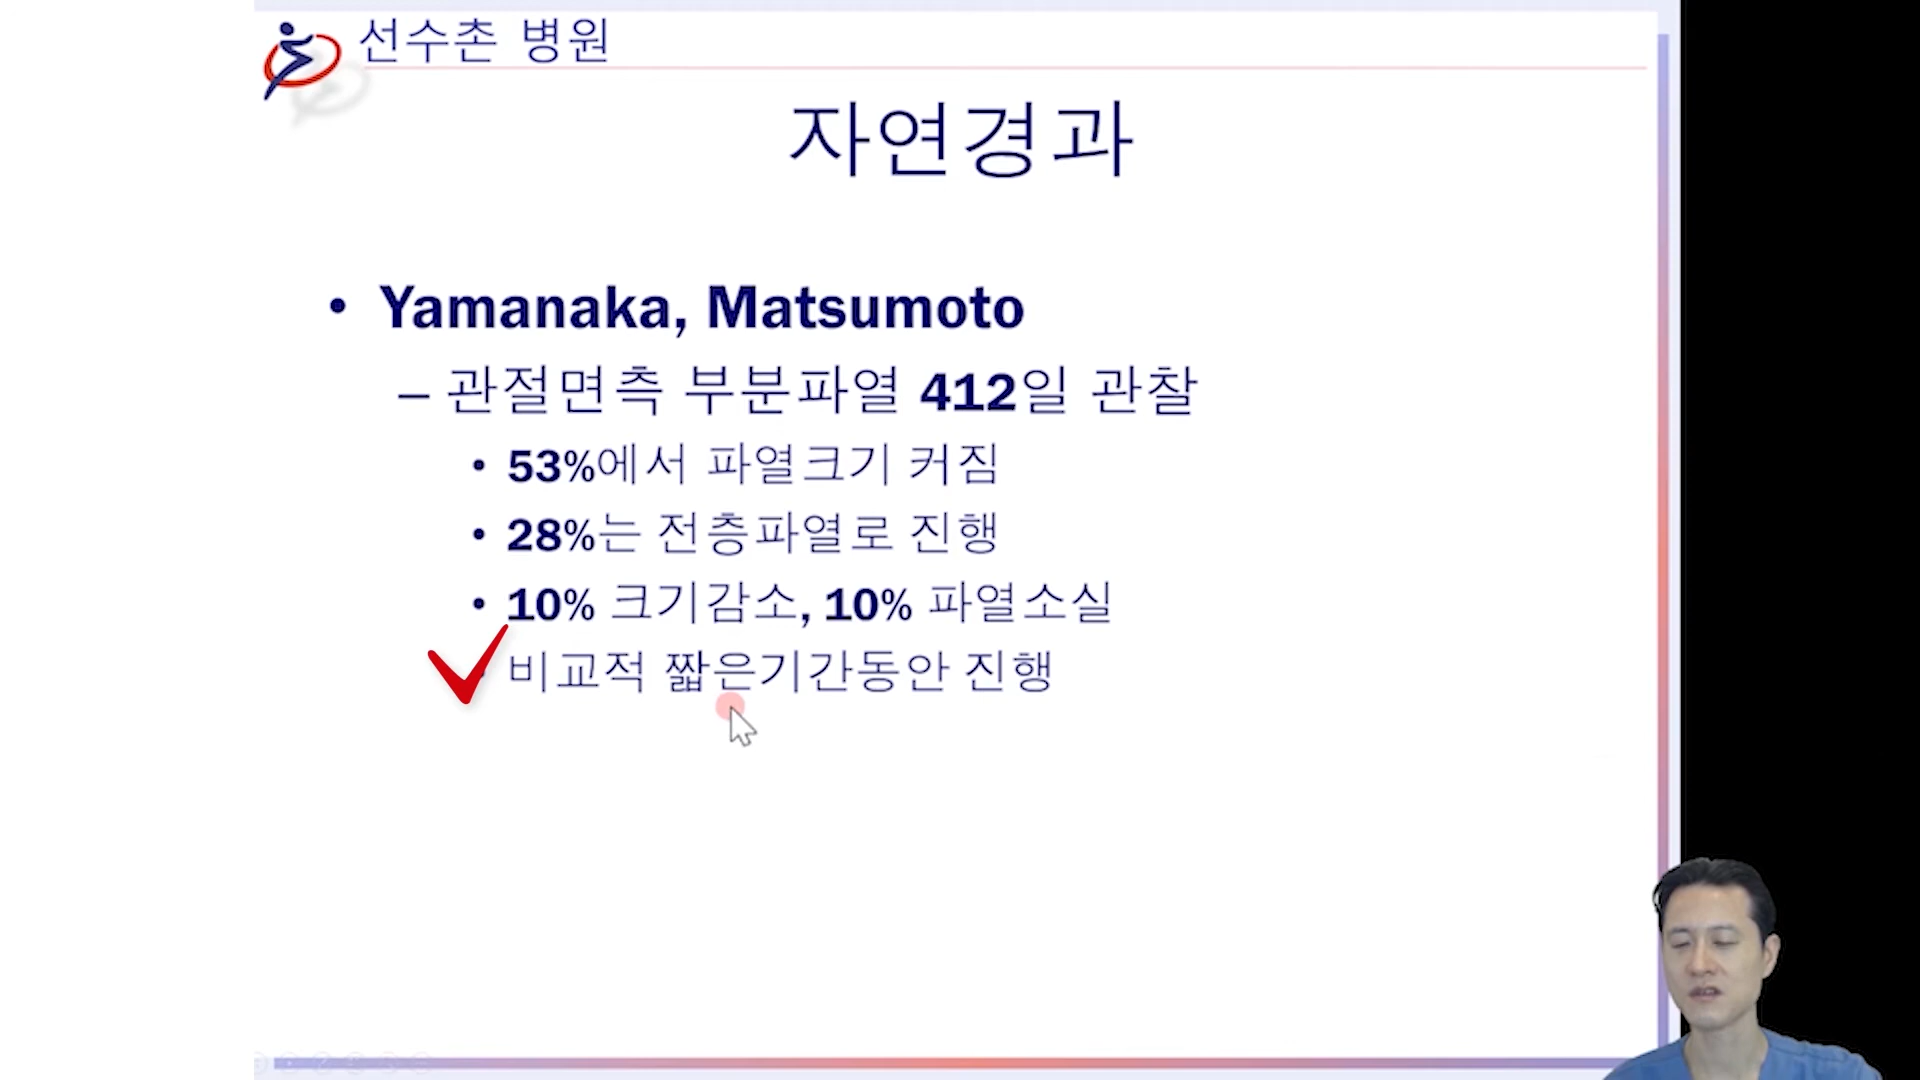 선수촌 병원
자연경과
• Yamanaka, Matsumoto
– 관절면측 부분파열 412일 관찰
• 53%에서 파열크기 커짐
• 28%는 전층파열로 진행
• 10% 크기감소, 10% 파열소실
비교적 짧은기간동안 진행